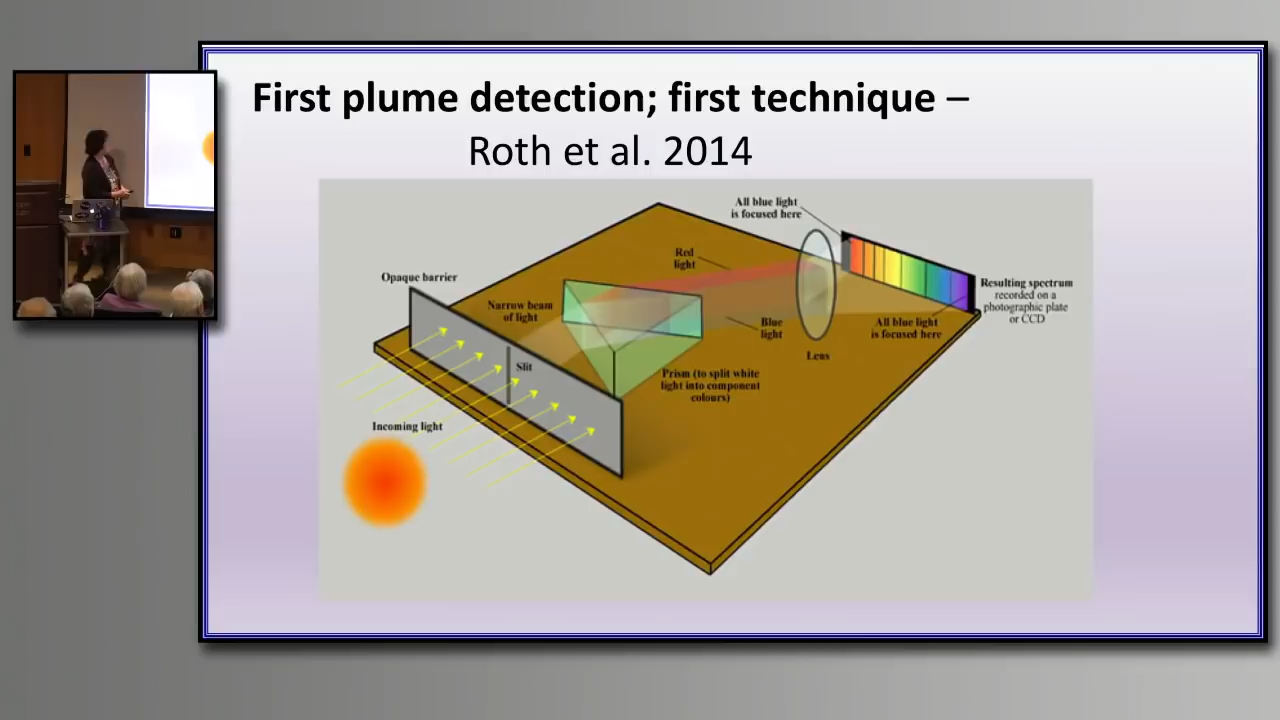 First plume detection; first technique –
Roth et al. 2014
All blue light
is focused here
Red
light
Opaque barrier
Narrow beam
of light
Resulting spectrum
recorded on a
photographic plate
or CCD
Blue
light
All blue light
is focused here
Lens
Slit
Prism (to split white
light into component
colours)
Incoming light